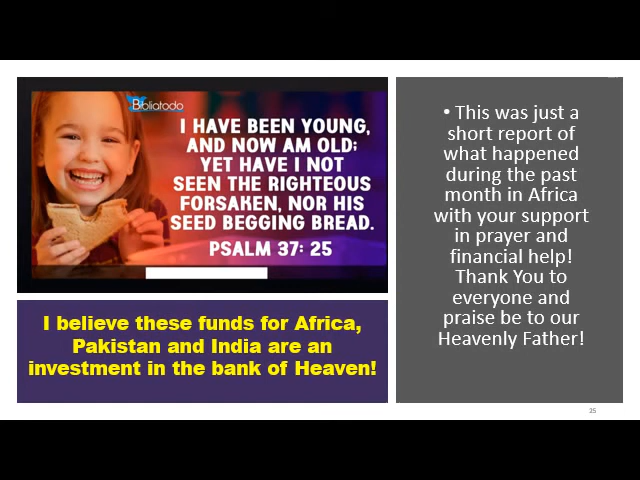 Bibliatodo
I HAVE BEEN YOUNG,
AND NOW AM OLD;
YET HAVE I NOT
SEEN THE RIGHTEOUS
FORSAKEN, NOR HIS
SEED BEGGING BREAD.
PSALM 37: 25
I believe these funds for Africa,
Pakistan and India are an
investment in the bank of Heaven!
• This was just a
short report of
what happened
during the past
month in Africa
with your support
in prayer and
financial help!
Thank You to
everyone and
praise be to our
Heavenly Father!
25